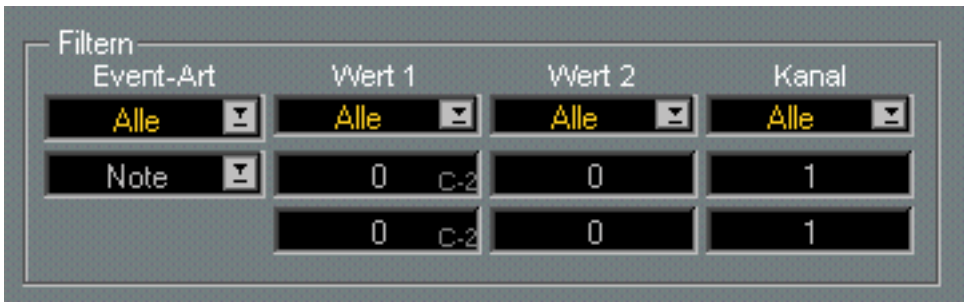 Filtern
Event-Art Wert 1 Wert 2 Kanal
Alle Alle Alle Alle
Note 0 C-2 0 1
0 C-2 0 1